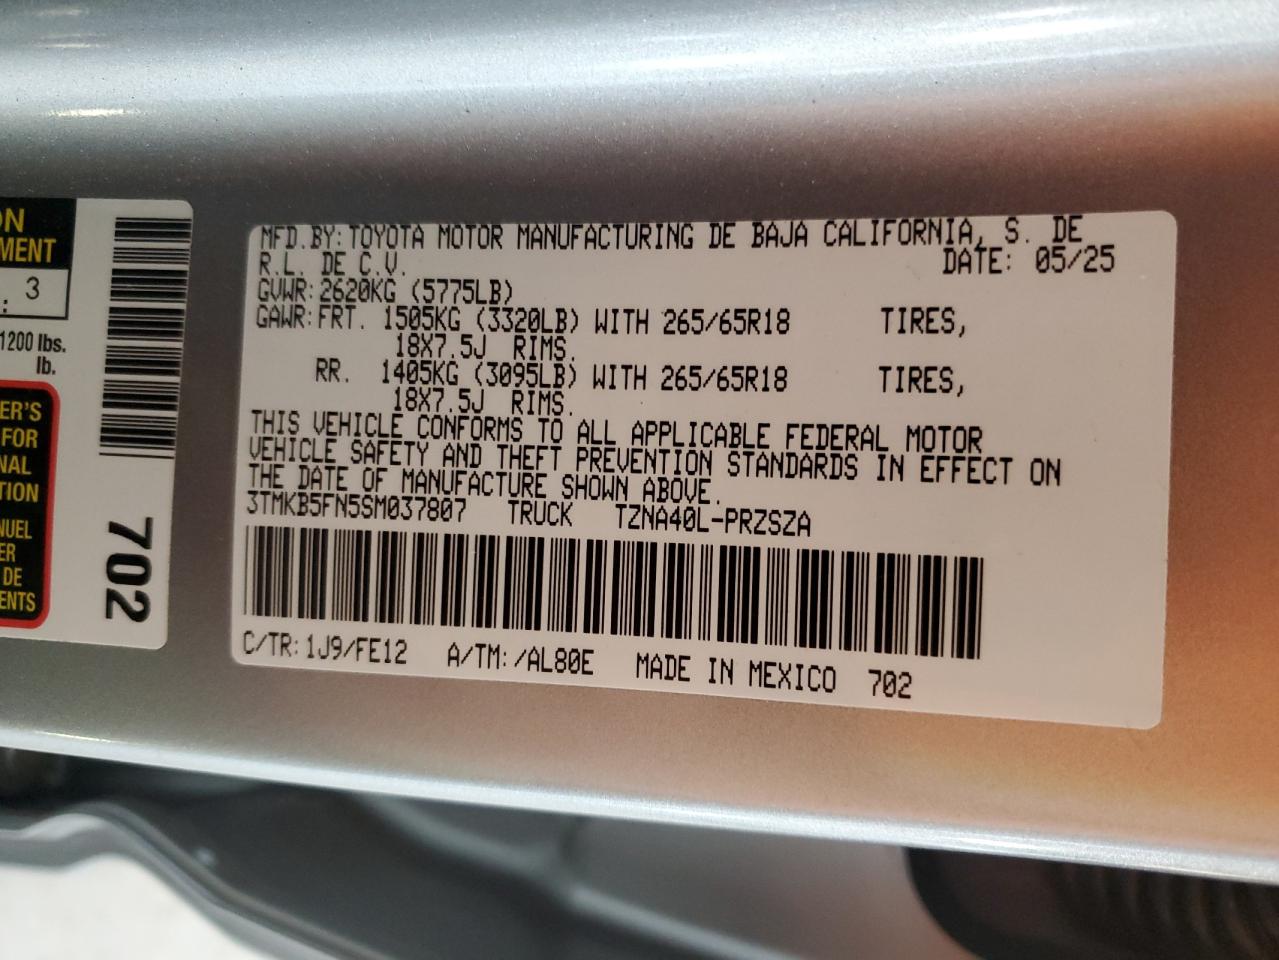 ON
EMENT
. 3
1200 lbs.
lb.
ER'S
FOR
NAL
TION
NUEL
ER
DE
ENTS
702
MFD.BY:TOYOTA MOTOR MANUFACTURING DE BAJA CALIFORNIA, S. DE
R.L. DE C.V. DATE: 05/25
GVWR:2620KG (5775LB)
GAWR:FRT. 1505KG (3320LB) WITH 265/65R18 TIRES,
18X7.5J RIMS.
RR. 1405KG (3095LB) WITH 265/65R18 TIRES,
18X7.5J RIMS.
THIS VEHICLE CONFORMS TO ALL APPLICABLE FEDERAL MOTOR
VEHICLE SAFETY AND THEFT PREVENTION STANDARDS IN EFFECT ON
THE DATE OF MANUFACTURE SHOWN ABOVE.
3TMKB5FN5SM037807 TRUCK TZNA40L-PRZSZA
C/TR:1J9/FE12 A/TM:/AL80E MADE IN MEXICO 702